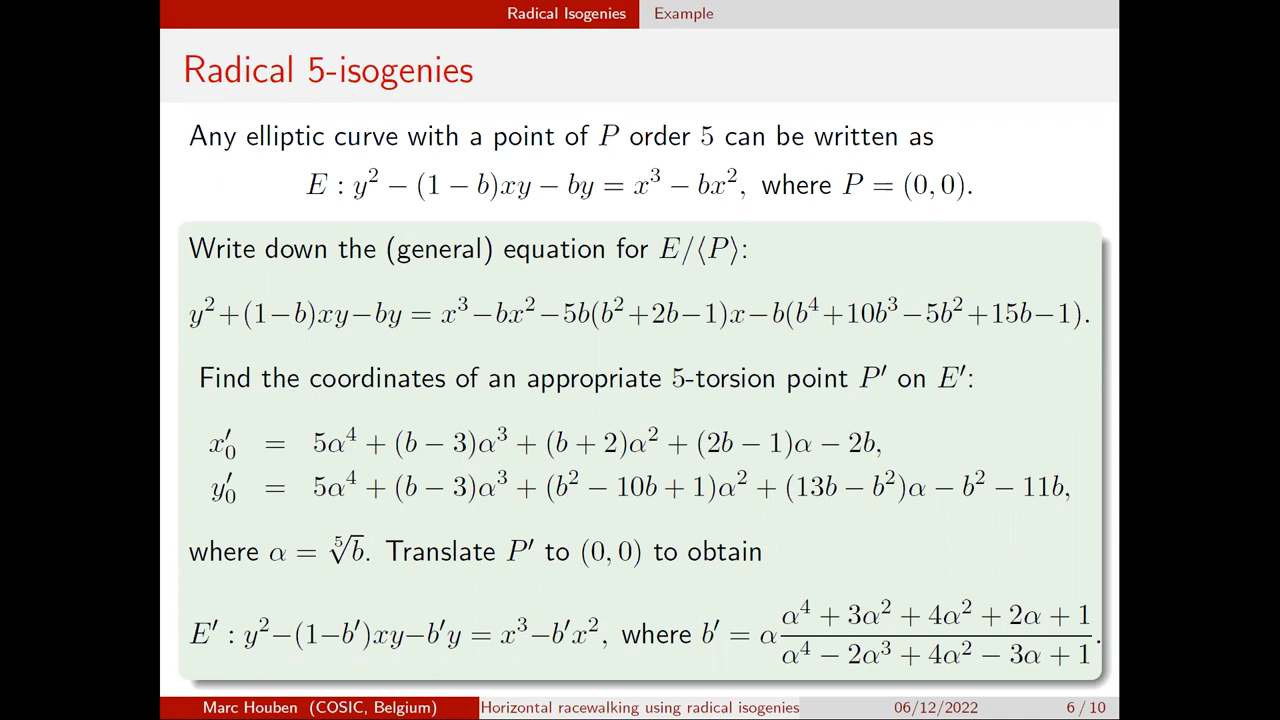 Radical Isogenies Example
Radical 5-isogenies
Any elliptic curve with a point of P order 5 can be written as
E : y² − (1 − b)xy − by = x³ − bx², where P = (0, 0).
Write down the (general) equation for E/⟨P⟩:
y²+(1−b)xy−by = x³−bx²−5b(b²+2b−1)x−b(b⁴+10b³−5b²+15b−1).
Find the coordinates of an appropriate 5-torsion point P′ on E′:
x′₀ = 5α⁴ + (b − 3)α³ + (b + 2)α² + (2b − 1)α − 2b,
y′₀ = 5α⁴ + (b − 3)α³ + (b² − 10b + 1)α² + (13b − b²)α − b² − 11b,
where α = ⁵√b. Translate P′ to (0, 0) to obtain
E′ : y²−(1−b′)xy−b′y = x³−b′x², where b′ = α (α⁴ + 3α² + 4α² + 2α + 1)/(α⁴ − 2α³ + 4α² − 3α + 1).
Marc Houben (COSIC, Belgium) Horizontal racewalking using radical isogenies 06/12/2022 6 / 10